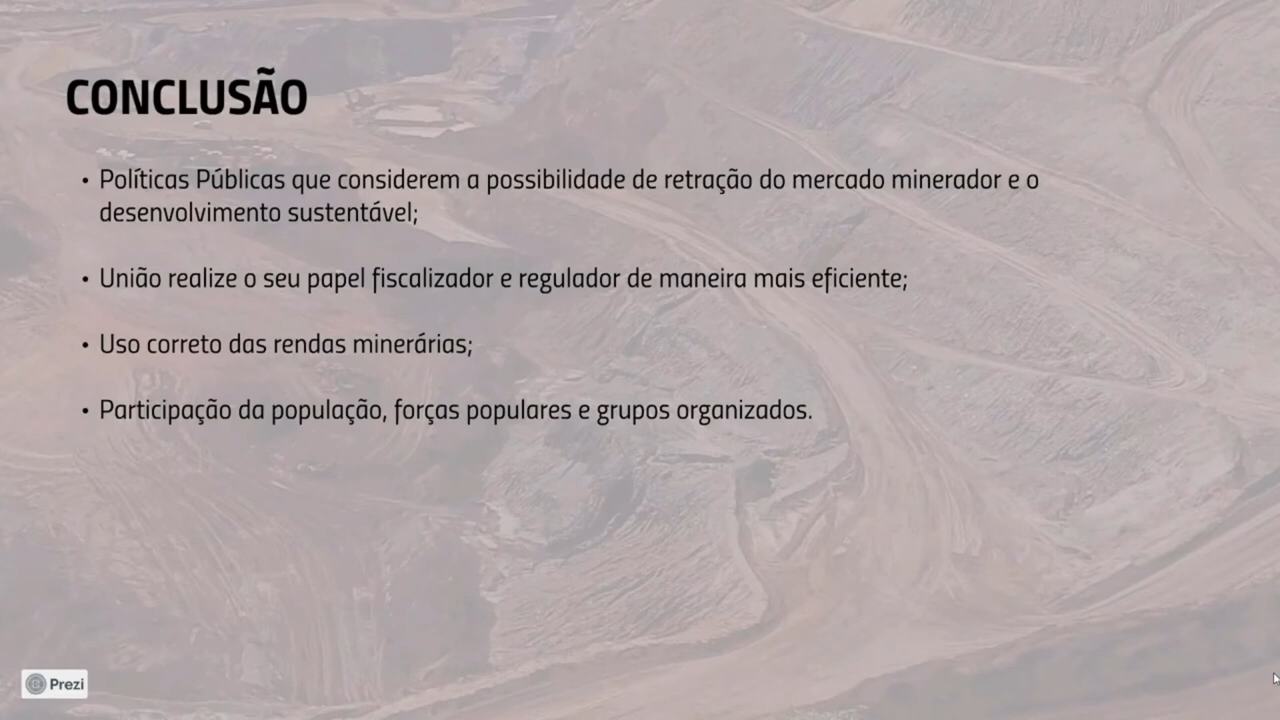 CONCLUSÃO
• Políticas Públicas que considerem a possibilidade de retração do mercado minerador e o
desenvolvimento sustentável;
• União realize o seu papel fiscalizador e regulador de maneira mais eficiente;
• Uso correto das rendas minerárias;
• Participação da população, forças populares e grupos organizados.
Prezi